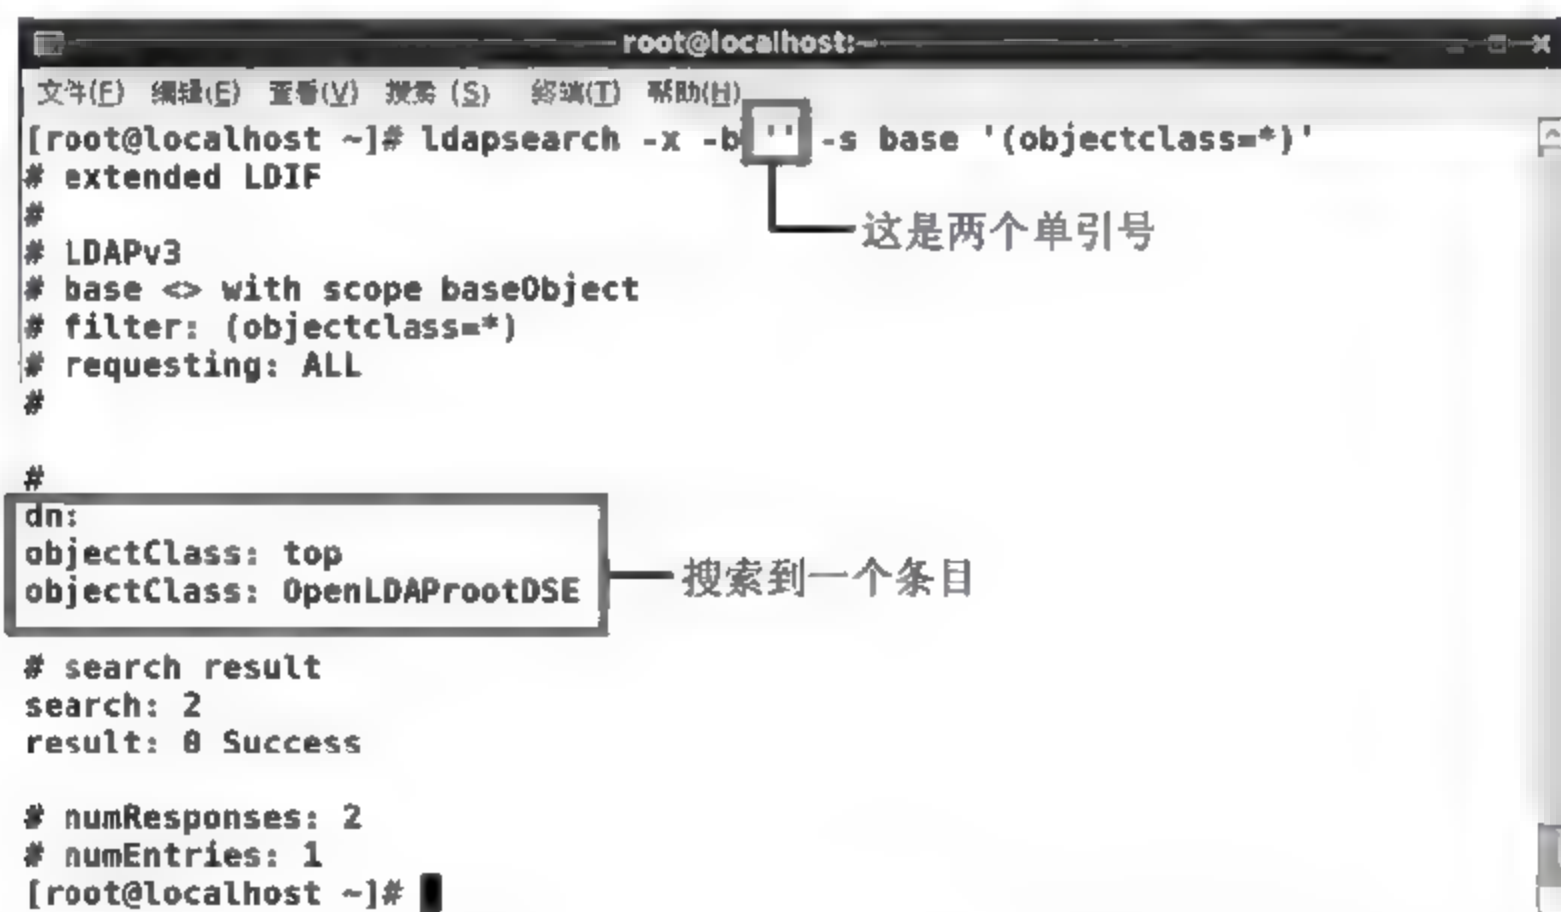 root@localhost:~
文件(F) 编辑(E) 查看(V) 搜索 (S) 终端(T) 帮助(H)
[root@localhost ~]# ldapsearch -x -b '' -s base '(objectclass=*)'
# extended LDIF
#
# LDAPv3
# base <> with scope baseObject
# filter: (objectclass=*)
# requesting: ALL
#
#
dn:
objectClass: top
objectClass: OpenLDAProotDSE
# search result
search: 2
result: 0 Success
# numResponses: 2
# numEntries: 1
[root@localhost ~]#
这是两个单引号
搜索到一个条目